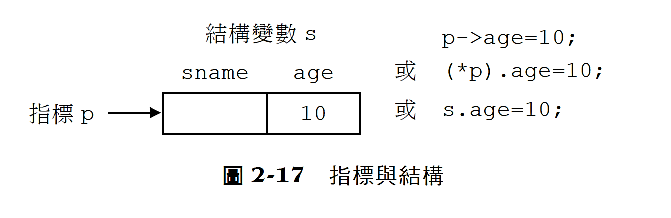 結構變數 s
p->age=10;
sname age
或 (*p).age=10;
指標 p
10
或 s.age=10;
圖 2-17 指標與結構